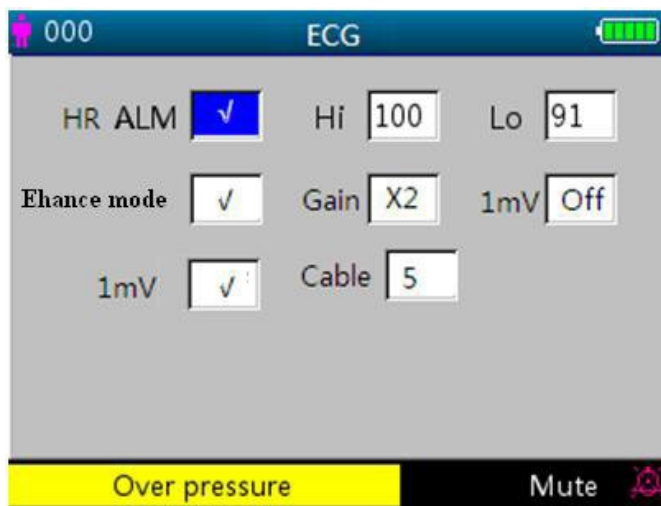 000 ECG
HR ALM √ Hi 100 Lo 91
Ehance mode √ Gain X2 1mV Off
1mV √ Cable 5
Over pressure Mute